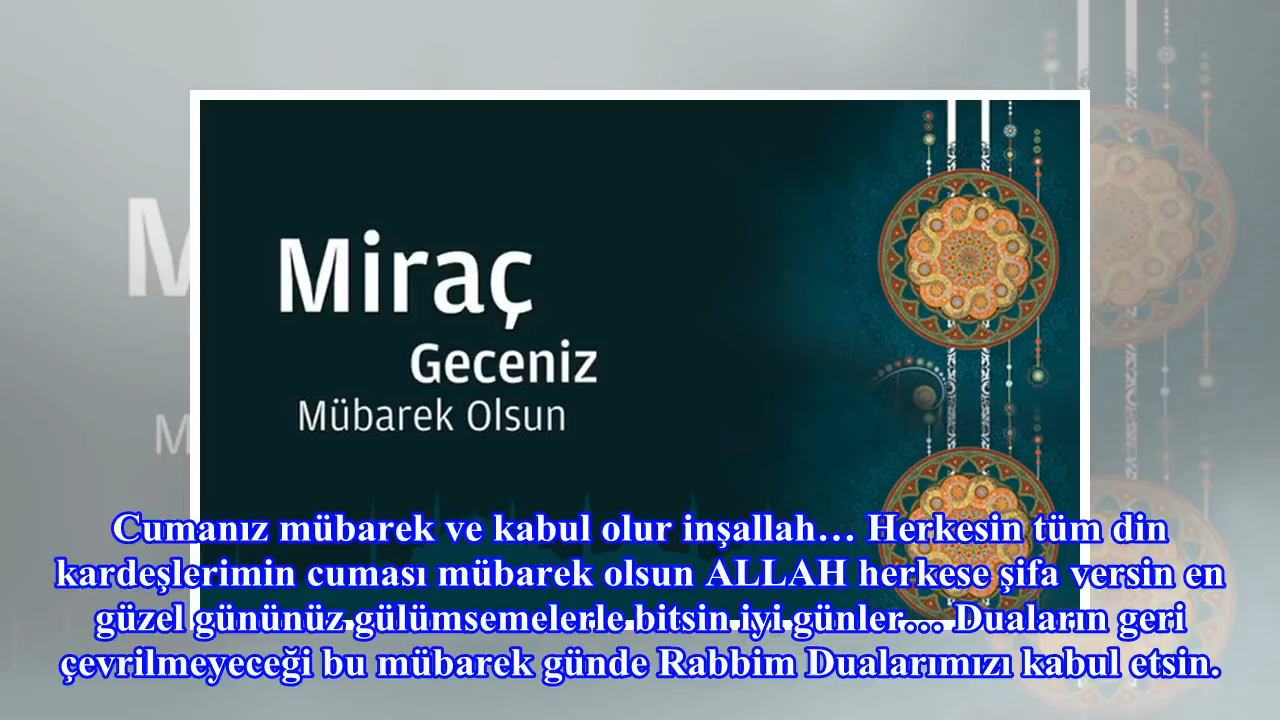 Miraç
Geceniz
Mübarek Olsun
Cumanız mübarek ve kabul olur inşallah… Herkesin tüm din
kardeşlerimin cuması mübarek olsun ALLAH herkese şifa versin en
güzel gününüz gülümsemelerle bitsin iyi günler… Duaların geri
çevrilmeyeceği bu mübarek günde Rabbim Dualarımızı kabul etsin.